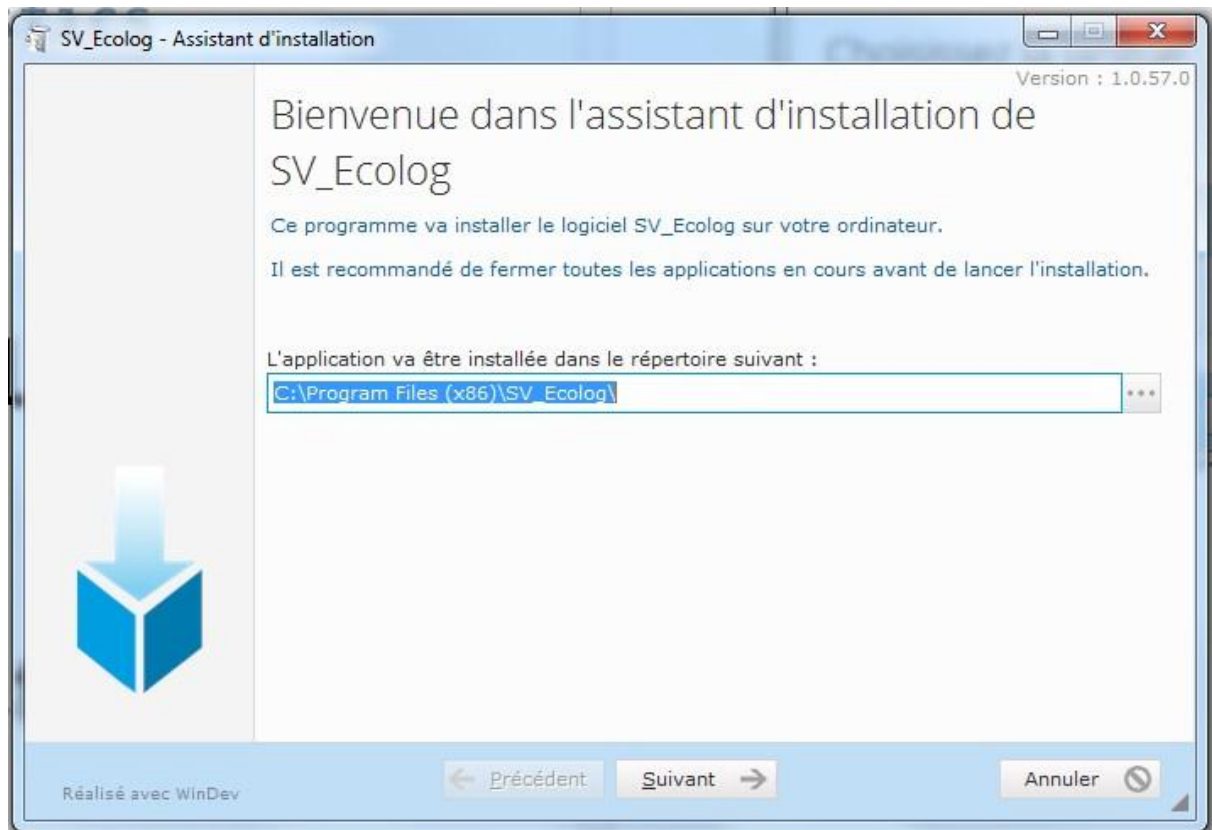 SV_Ecolog - Assistant d'installation
Version : 1.0.57.0
Bienvenue dans l'assistant d'installation de
SV_Ecolog
Ce programme va installer le logiciel SV_Ecolog sur votre ordinateur.
Il est recommandé de fermer toutes les applications en cours avant de lancer l'installation.
L'application va être installée dans le répertoire suivant :
C:\Program Files (x86)\SV_Ecolog\
...
Précédent
Suivant
Annuler
Réalisé avec WinDev